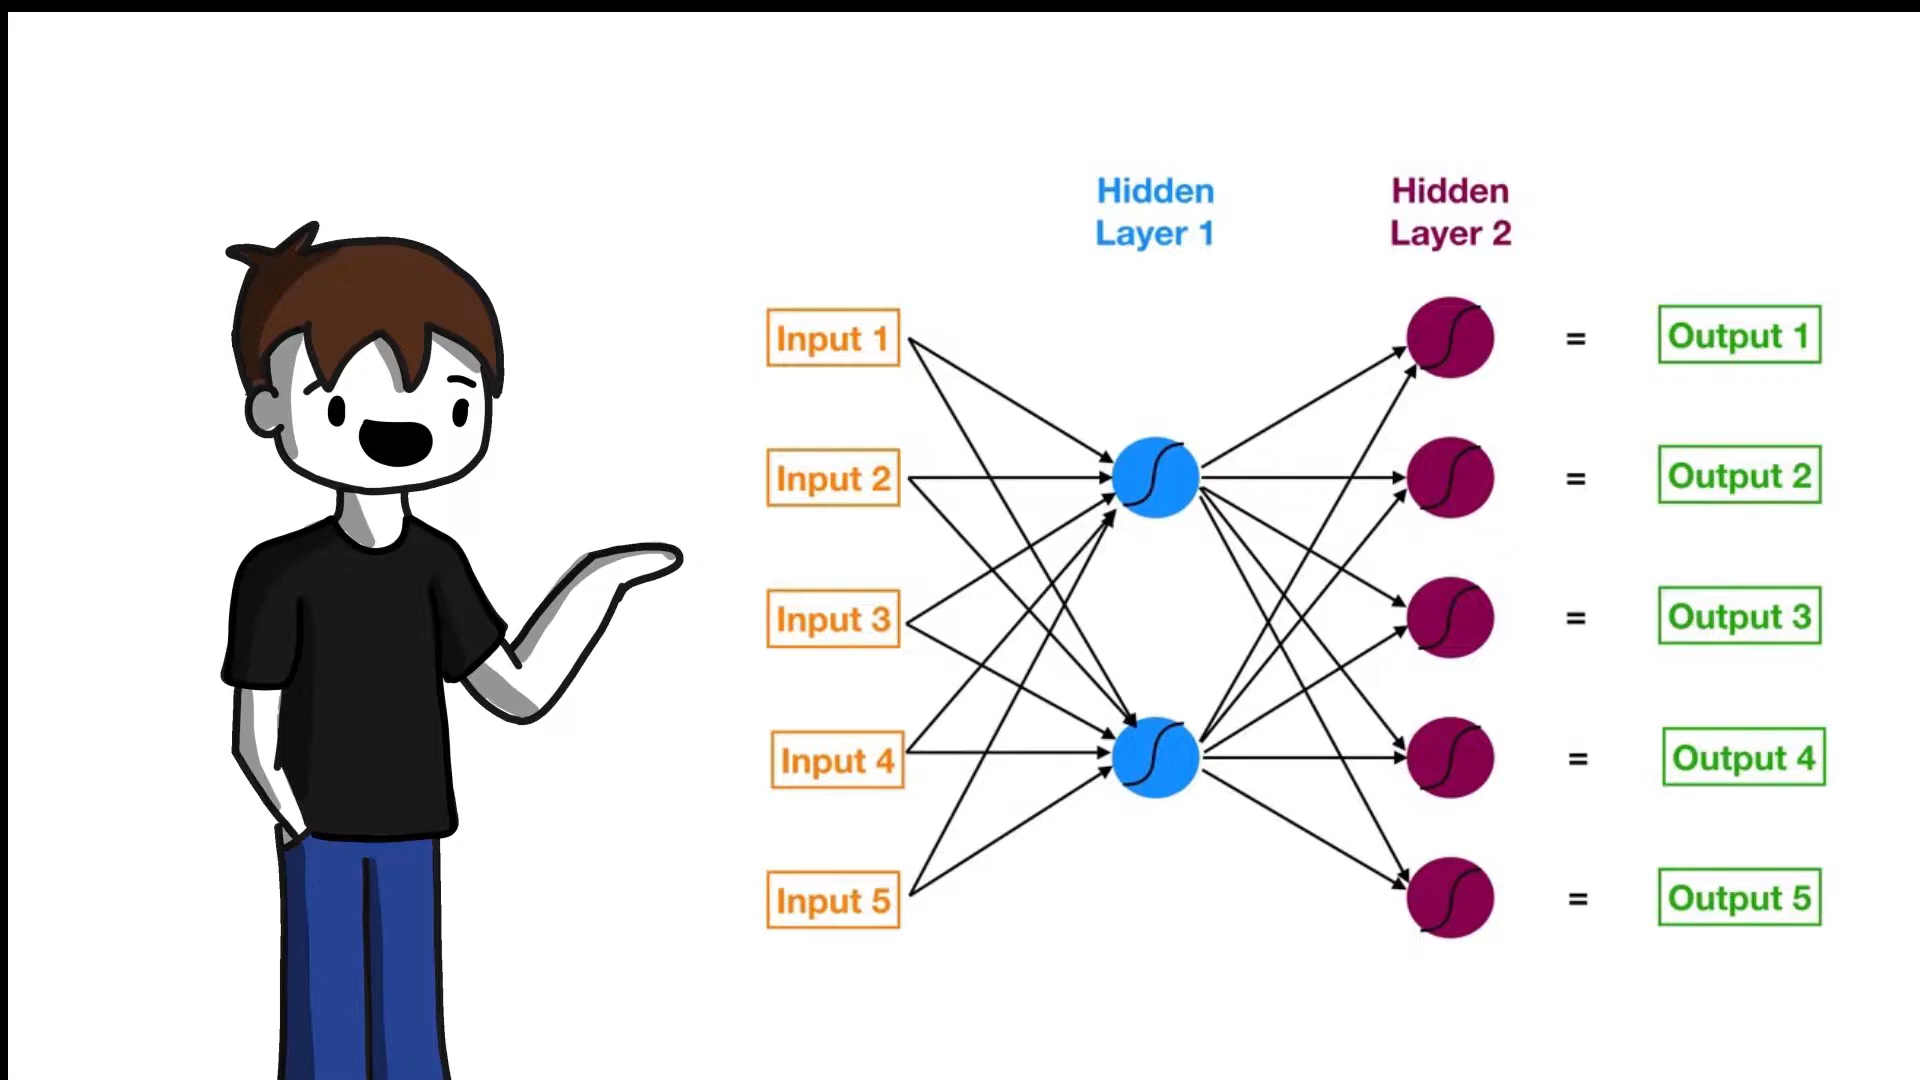 Hidden
Layer 1
Hidden
Layer 2
Input 1
= Output 1
Input 2
= Output 2
Input 3
= Output 3
Input 4
= Output 4
Input 5
= Output 5